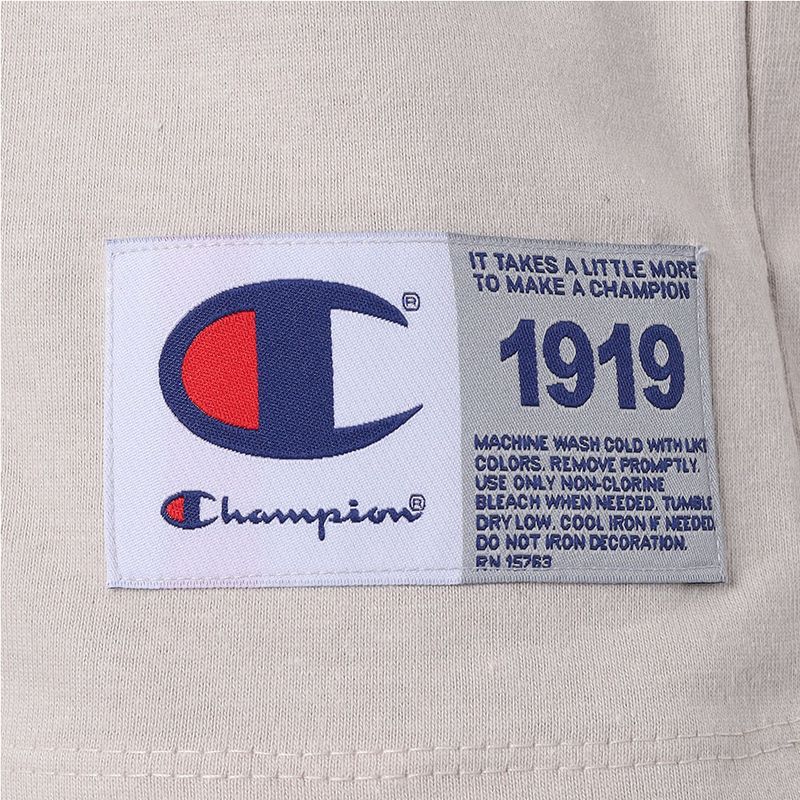 ®
Champion®
IT TAKES A LITTLE MORE
TO MAKE A CHAMPION
1919
MACHINE WASH COLD WITH LIKE
COLORS. REMOVE PROMPTLY.
USE ONLY NON-CLORINE
BLEACH WHEN NEEDED. TUMBLE
DRY LOW. COOL IRON IF NEEDED
DO NOT IRON DECORATION.
RN 15763